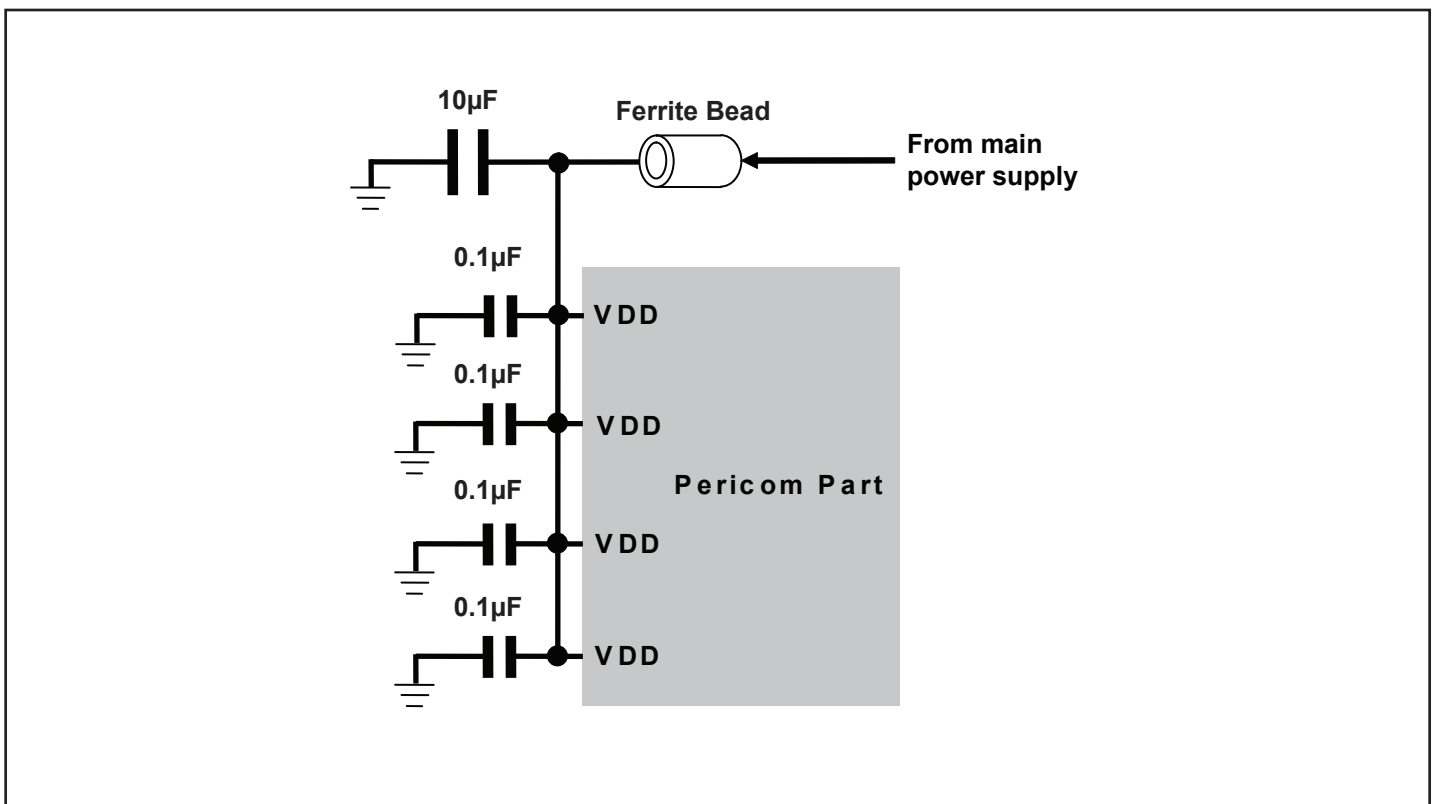 10µF
Ferrite Bead
From main
power supply
0.1µF
VDD
0.1µF
VDD
Pericom Part
0.1µF
VDD
0.1µF
VDD